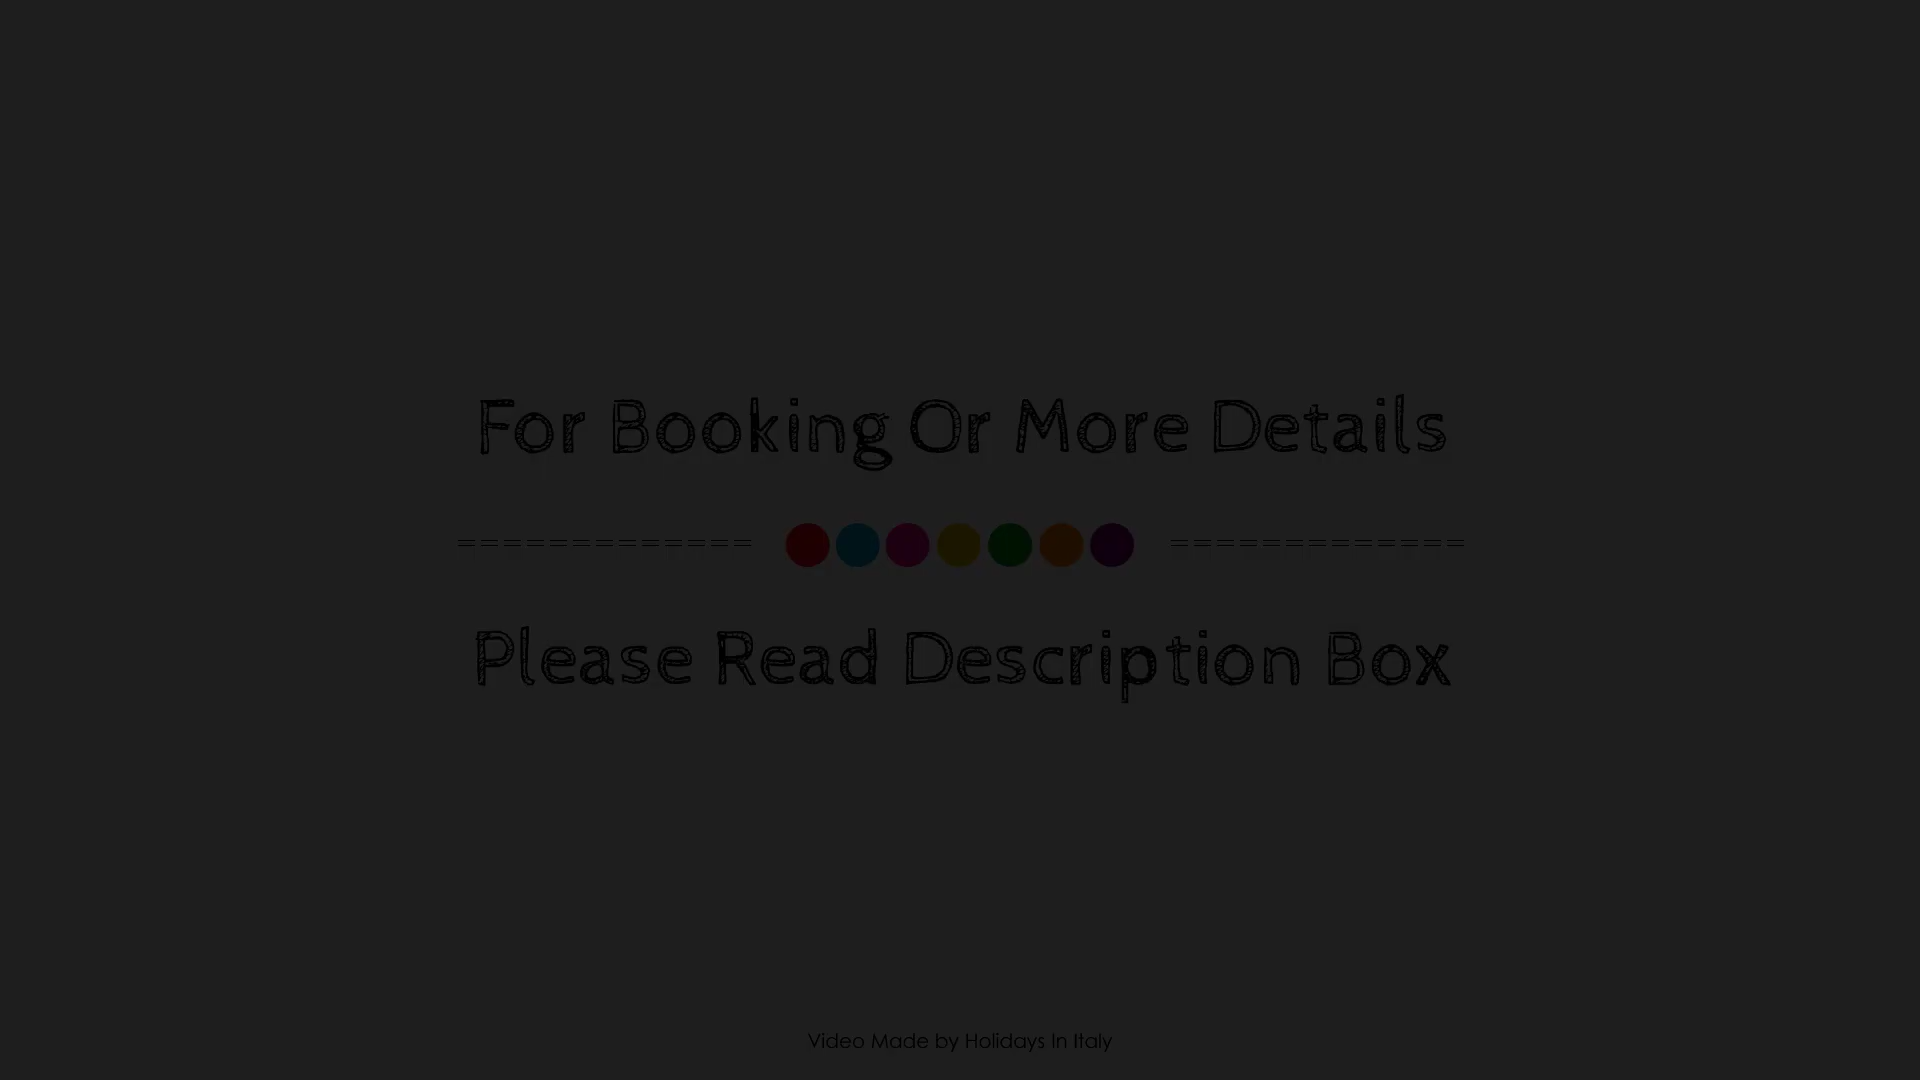 For Booking Or More Details
============= =============
Please Read Description Box
Video Made by Holidays In Italy